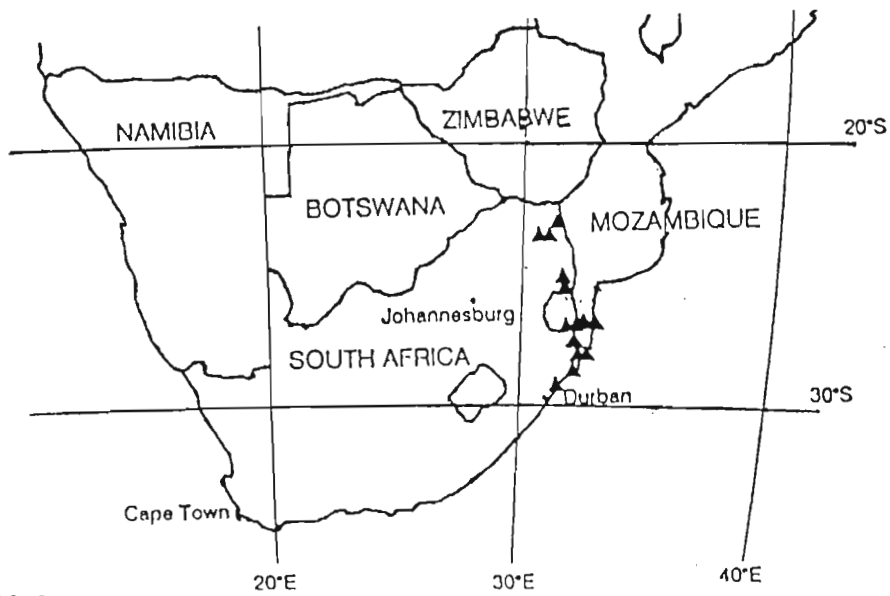 NAMIBIA
ZIMBABWE
20°S
BOTSWANA
MOZAMBIQUE
Johannesburg
SOUTH AFRICA
Durban
30°S
Cape Town
20°E
30°E
40°E